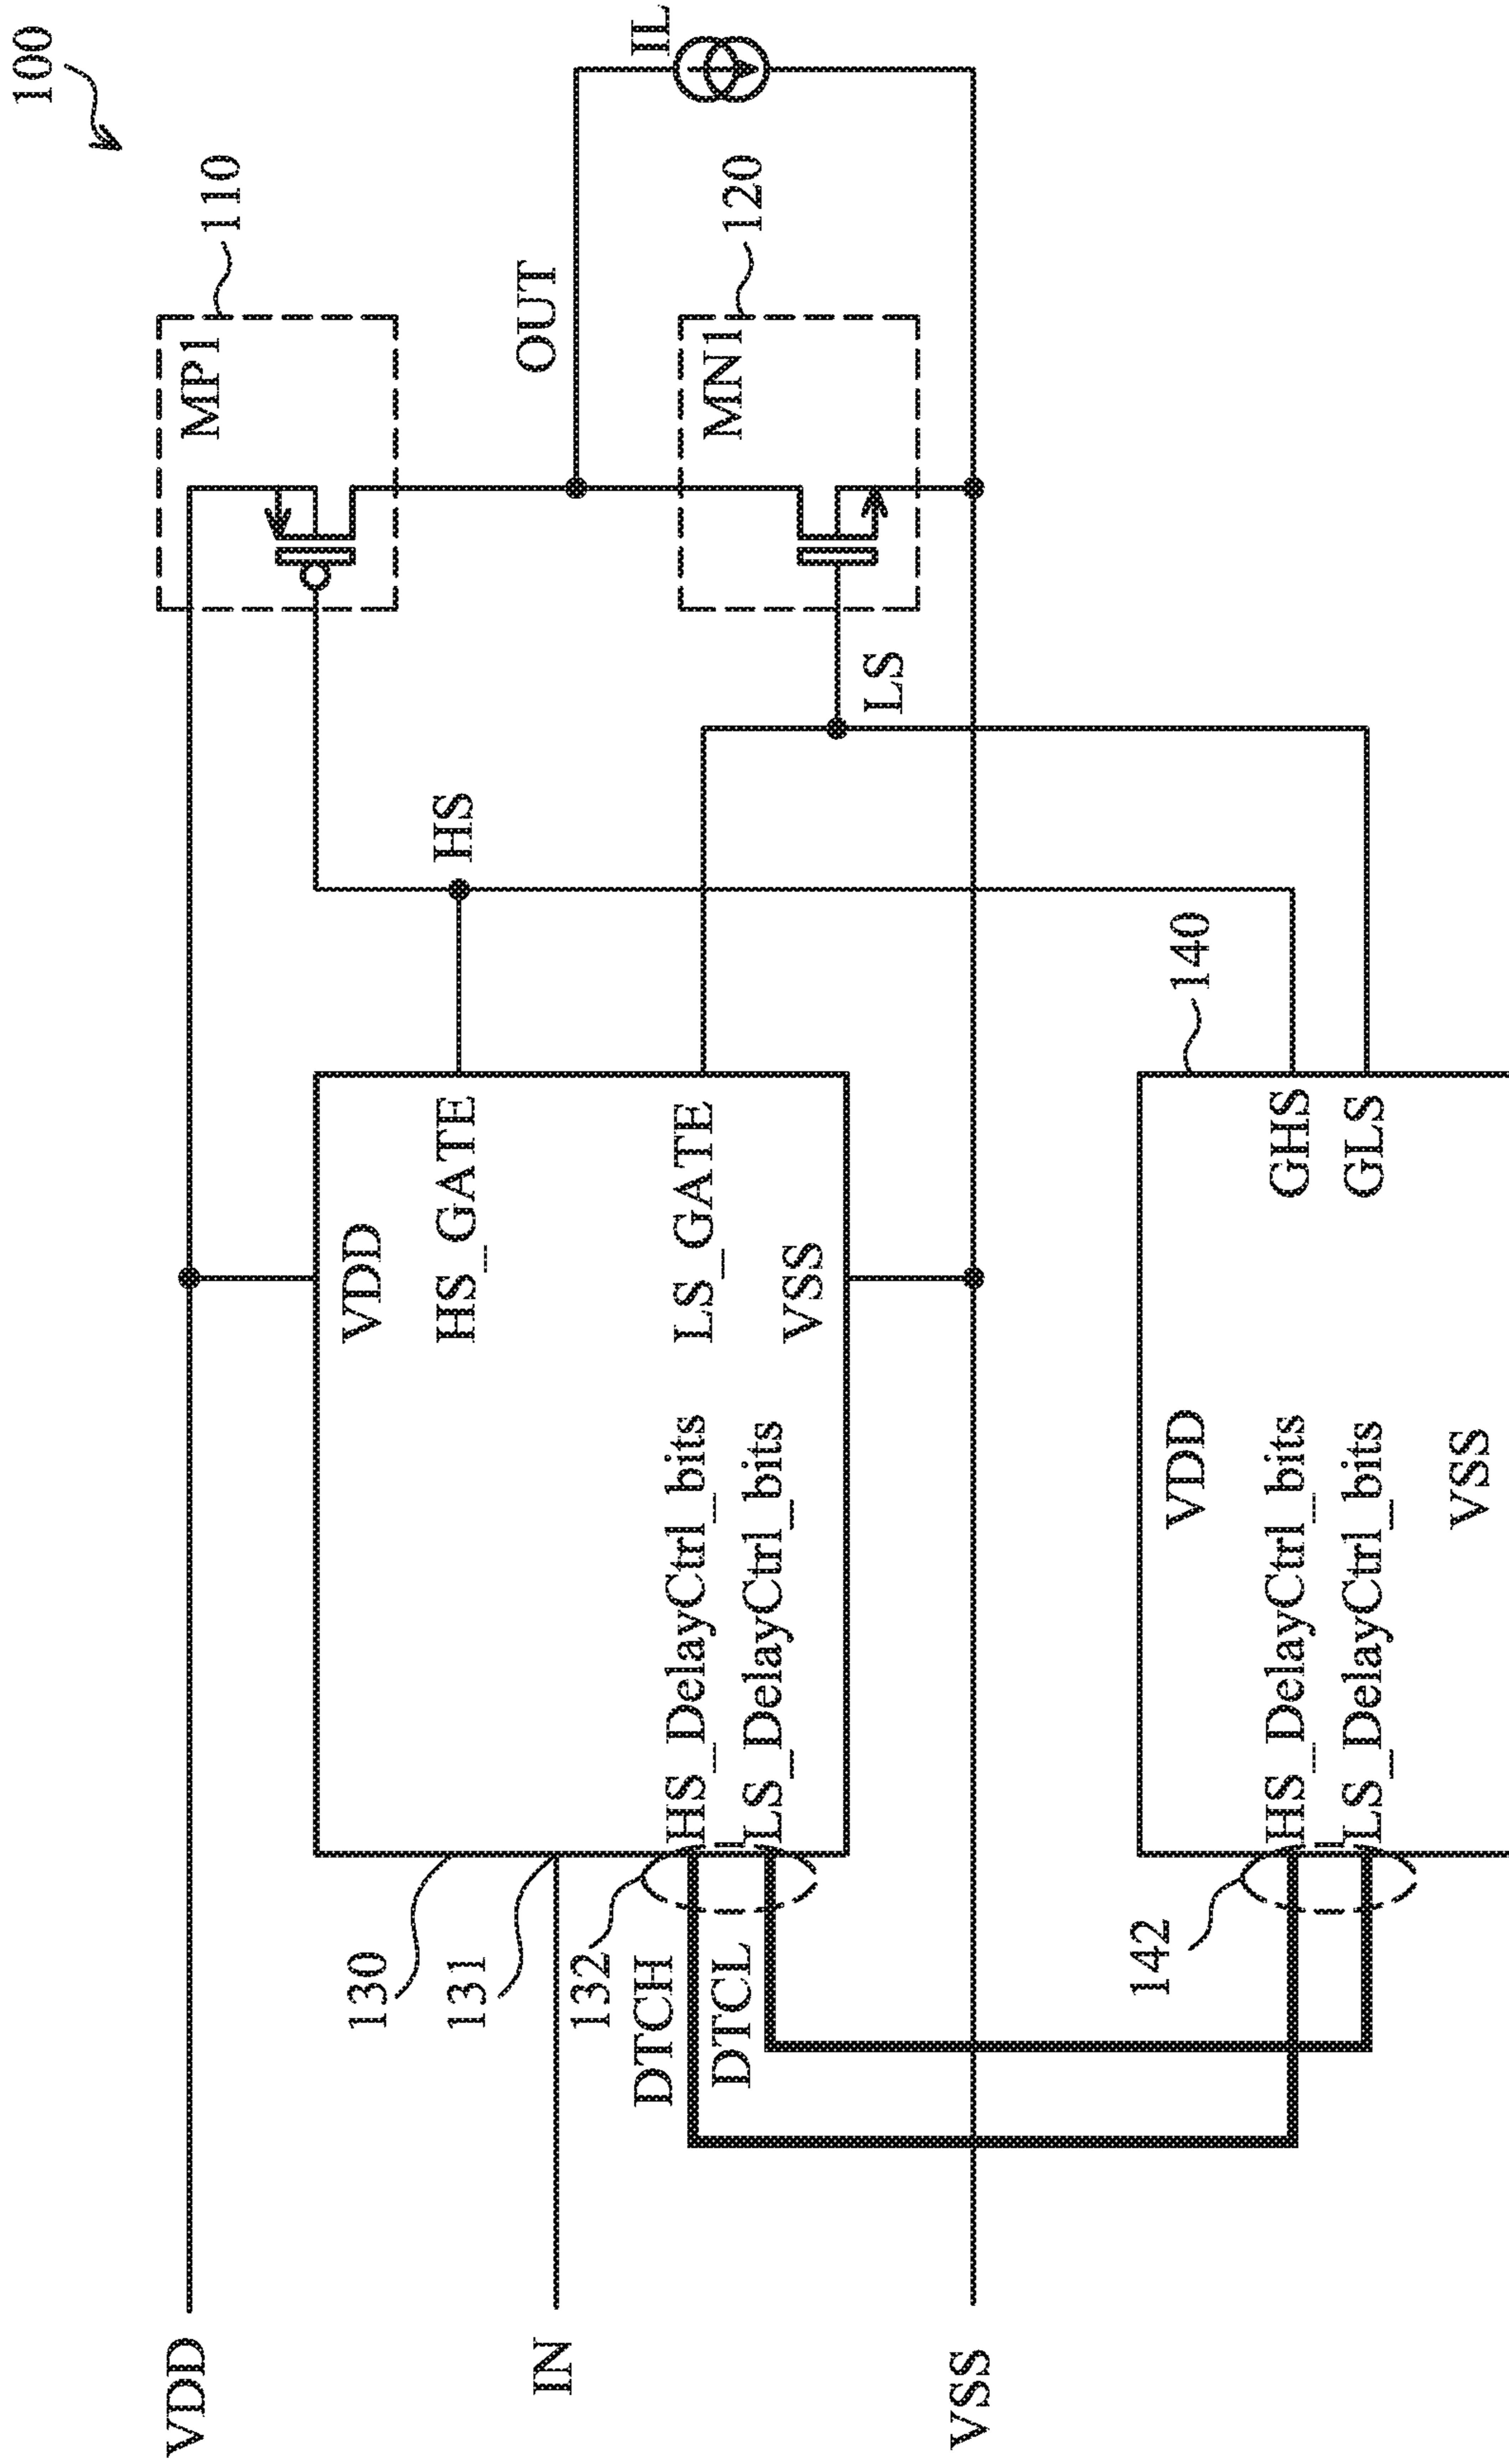 100
VDD
MP1
110
VDD
HS_GATE
HS
OUT
IL
130
IN
131
132
HS_DelayCtrl_bits
LS_GATE
DTCH
LS_DelayCtrl_bits
DTCL
VSS
MN1
120
LS
VSS
140
VDD
142
HS_DelayCtrl_bits
GHS
LS_DelayCtrl_bits
GLS
VSS